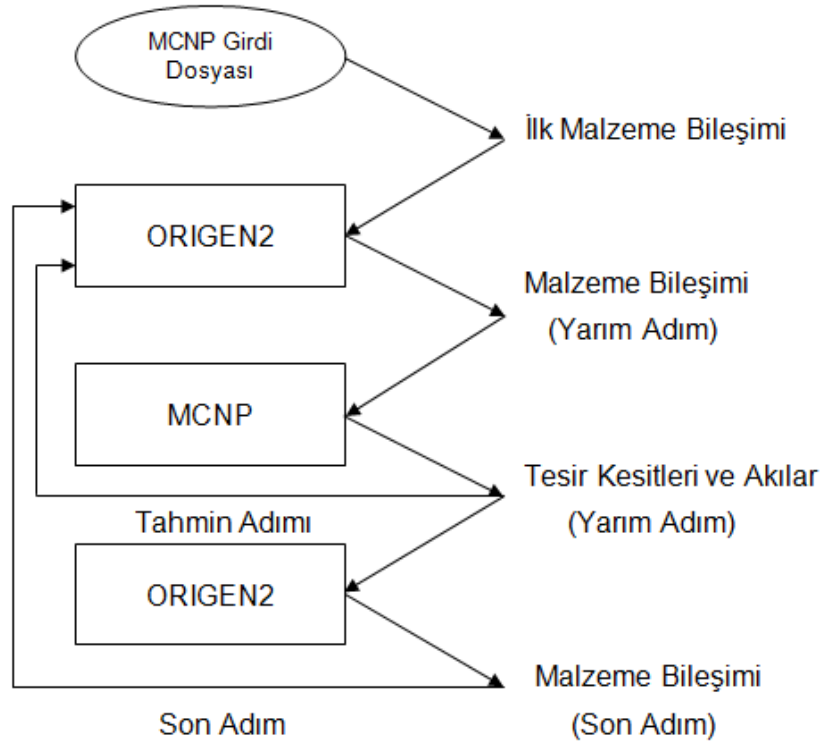 MCNP Girdi
Dosyası
İlk Malzeme Bileşimi
ORIGEN2
Malzeme Bileşimi
(Yarım Adım)
MCNP
Tesir Kesitleri ve Akılar
(Yarım Adım)
Tahmin Adımı
ORIGEN2
Malzeme Bileşimi
(Son Adım)
Son Adım